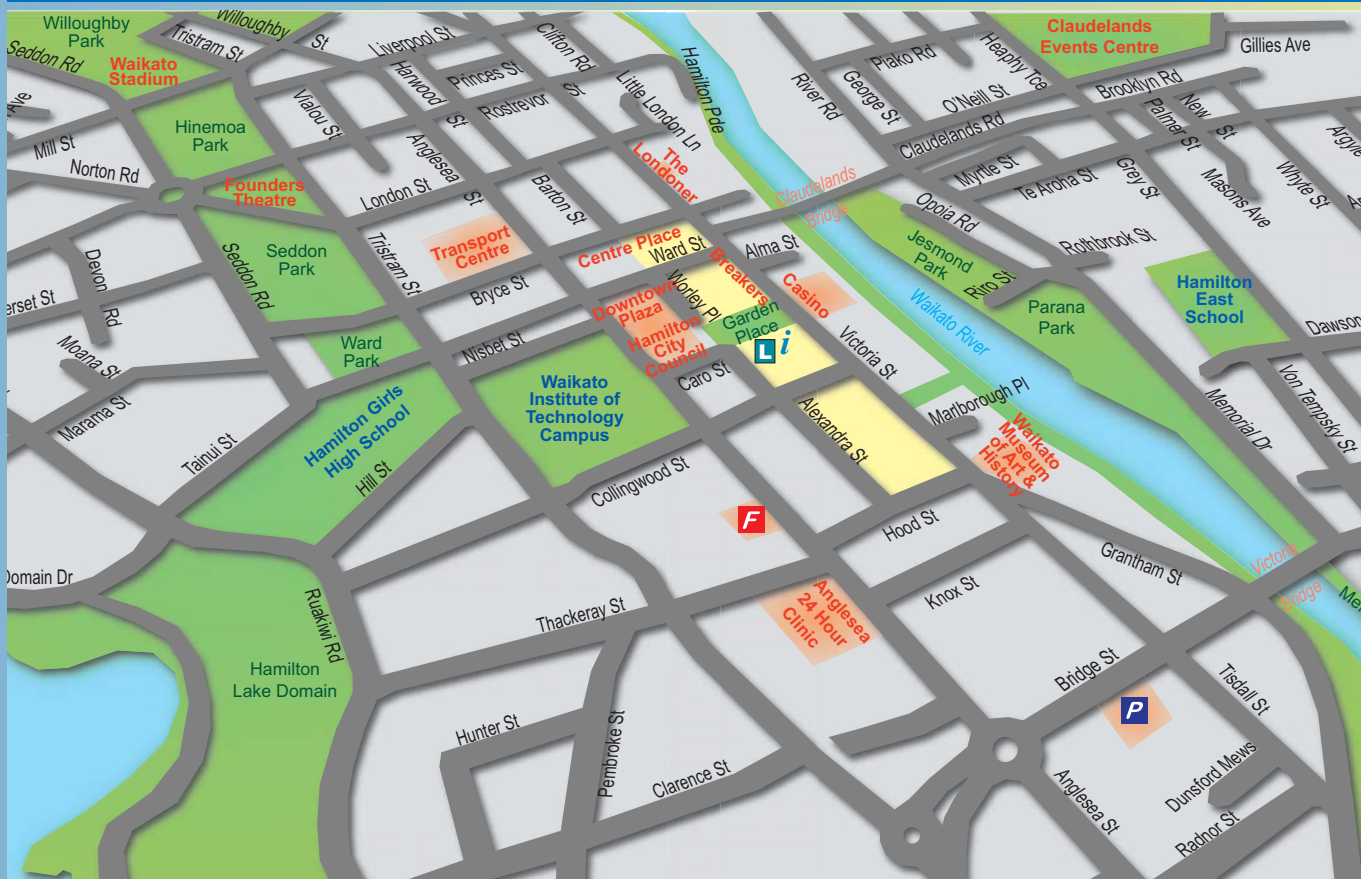 Willoughby
Park
Willoughby
St
Tristram St
Seddon Rd
Waikato
Stadium
Liverpool St
Harwood
St
Princes St
Clifton Rd
Rostrevor
St
Little London Ln
Hamilton Pde
River Rd
George St
Piako Rd
Heaphy Tce
Claudelands
Events Centre
Gillies Ave
O'Neill St
Brooklyn Rd
Claudelands Rd
Palmer St
New St
Ave
Mill St
Norton Rd
Hinemoa
Park
Vialou St
Anglesea
St
London St
Barton St
The
Londoner
Claudelands
Bridge
Myrtle St
Te Aroha St
Grey St
Masons Ave
Whyte St
Argyle
Founders
Theatre
Transport
Centre
Centre Place
Ward St
Alma St
Opoia Rd
Jesmond
Park
Rothbrook St
Riro St
Seddon
Park
Seddon Rd
Tristram St
Devon
Rd
erset St
Bryce St
Worley Pl
Breakers
Casino
Downtown
Plaza
Hamilton
City
Council
Garden
Place
L i
Victoria St
Waikato River
Parana
Park
Hamilton
East
School
Dawson
Moana St
Marama St
Ward
Park
Nisbet St
Caro St
Waikato
Institute of
Technology
Campus
Hamilton Girls
High School
Hill St
Tainui St
Alexandra St
Marlborough Pl
Waikato
Museum
of Art &
History
Memorial Dr
Von Tempsky St
Collingwood St
F
Hood St
Grantham St
Victoria
Bridge
Me
Domain Dr
Ruakiwi Rd
Thackeray St
Anglesea
24 Hour
Clinic
Knox St
Hamilton
Lake Domain
Hunter St
Pembroke St
Clarence St
Bridge St
P
Tisdall St
Anglesea St
Dunsford Mews
Radnor St